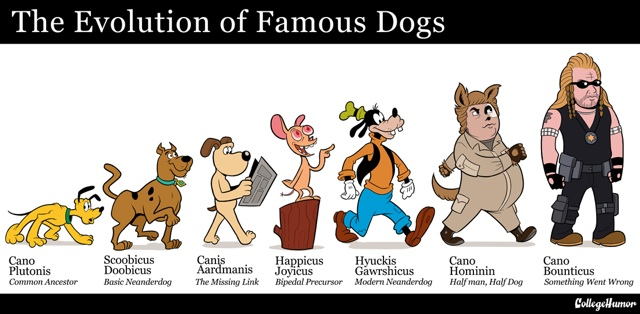 The Evolution of Famous Dogs
Cano
Plutonis
Common Ancestor
Scoobicus
Doobicus
Basic Neanderdog
Canis
Aardmanis
The Missing Link
Happicus
Joyicus
Bipedal Precursor
Hyuckis
Gawrshicus
Modern Neanderdog
Cano
Hominin
Half man, Half Dog
Cano
Bounticus
Something Went Wrong
CollegeHumor